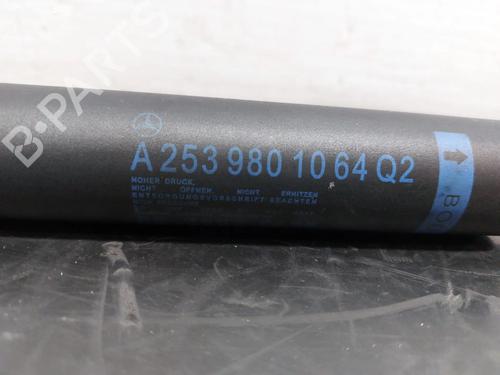 B-PARTS
A 253 980 10 64 Q2
HOHER DRUCK,
NICHT ÖFFNEN, NICHT ERHITZEN
ENTSORGUNGSVORSCHRIFT BEACHTEN